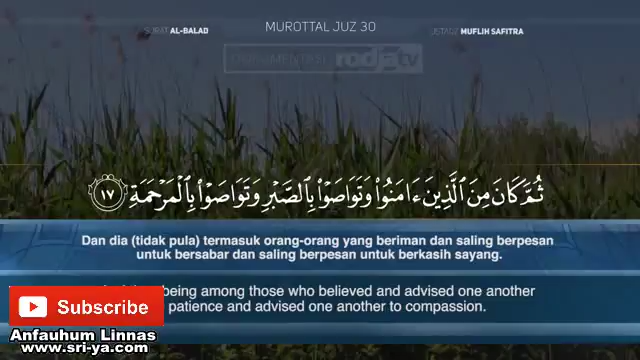 MUROTTAL JUZ 30
SURAT AL-BALAD
USTADZ MUFLIH SAFITRA
rodjatv
ثُمَّ كَانَ مِنَ ٱلَّذِينَ ءَامَنُوا۟ وَتَوَاصَوْا۟ بِٱلصَّبْرِ وَتَوَاصَوْا۟ بِٱلْمَرْحَمَةِ ١٧
Dan dia (tidak pula) termasuk orang-orang yang beriman dan saling berpesan
untuk bersabar dan saling berpesan untuk berkasih sayang.
being among those who believed and advised one another
patience and advised one another to compassion.
Subscribe
Anfauhum Linnas
www.sri-ya.com